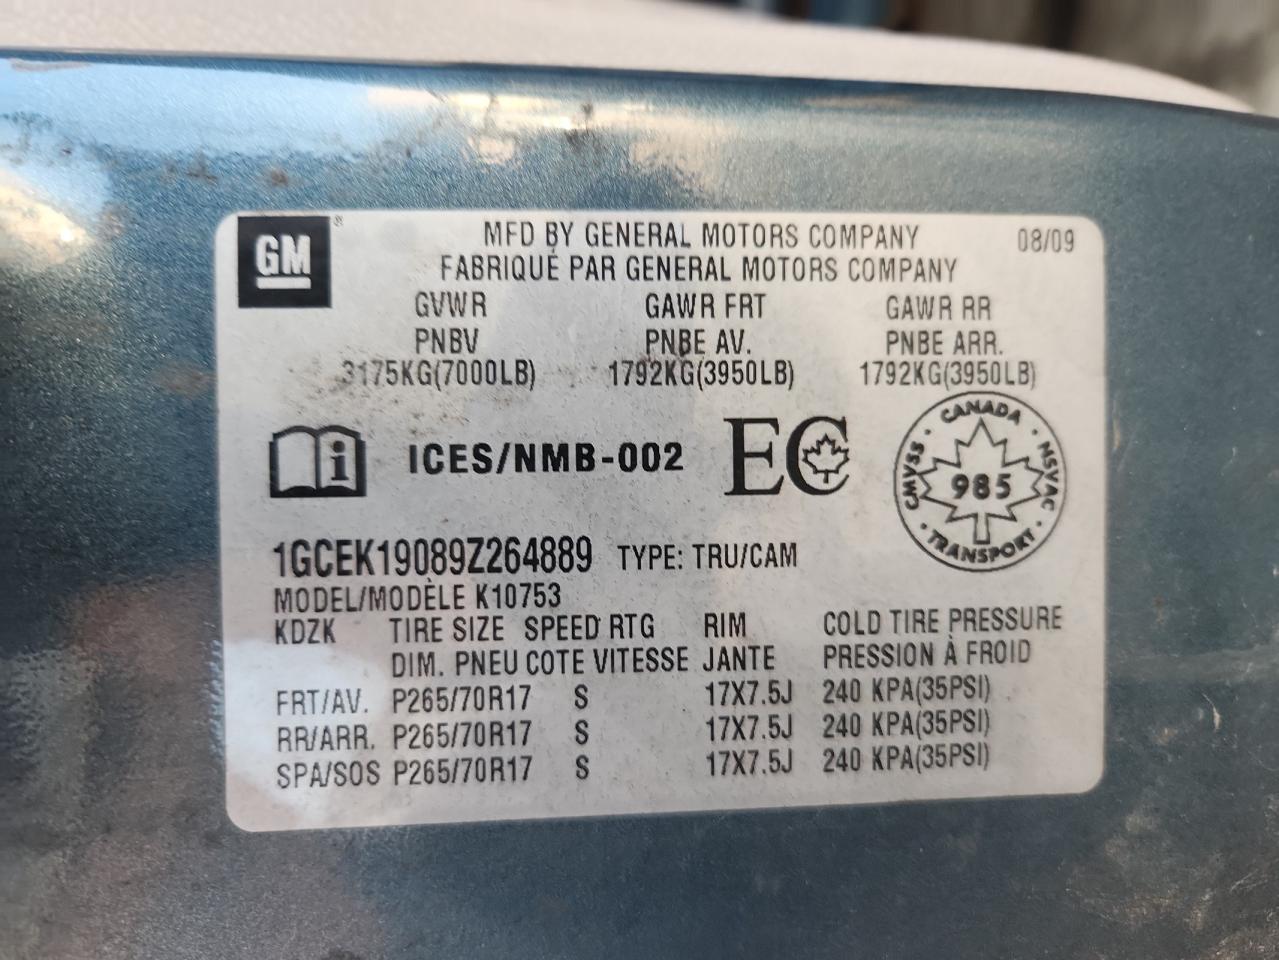 GM®
MFD BY GENERAL MOTORS COMPANY 08/09
FABRIQUÉ PAR GENERAL MOTORS COMPANY
GVWR GAWR FRT GAWR RR
PNBV PNBE AV. PNBE ARR.
3175KG(7000LB) 1792KG(3950LB) 1792KG(3950LB)
i ICES/NMB-002 EC
CANADA
CMVSS · NSVAC
985
TRANSPORT
1GCEK19089Z264889 TYPE: TRU/CAM
MODEL/MODÈLE K10753
KDZK TIRE SIZE SPEED RTG RIM COLD TIRE PRESSURE
DIM. PNEU COTE VITESSE JANTE PRESSION À FROID
FRT/AV. P265/70R17 S 17X7.5J 240 KPA(35PSI)
RR/ARR. P265/70R17 S 17X7.5J 240 KPA(35PSI)
SPA/SOS P265/70R17 S 17X7.5J 240 KPA(35PSI)